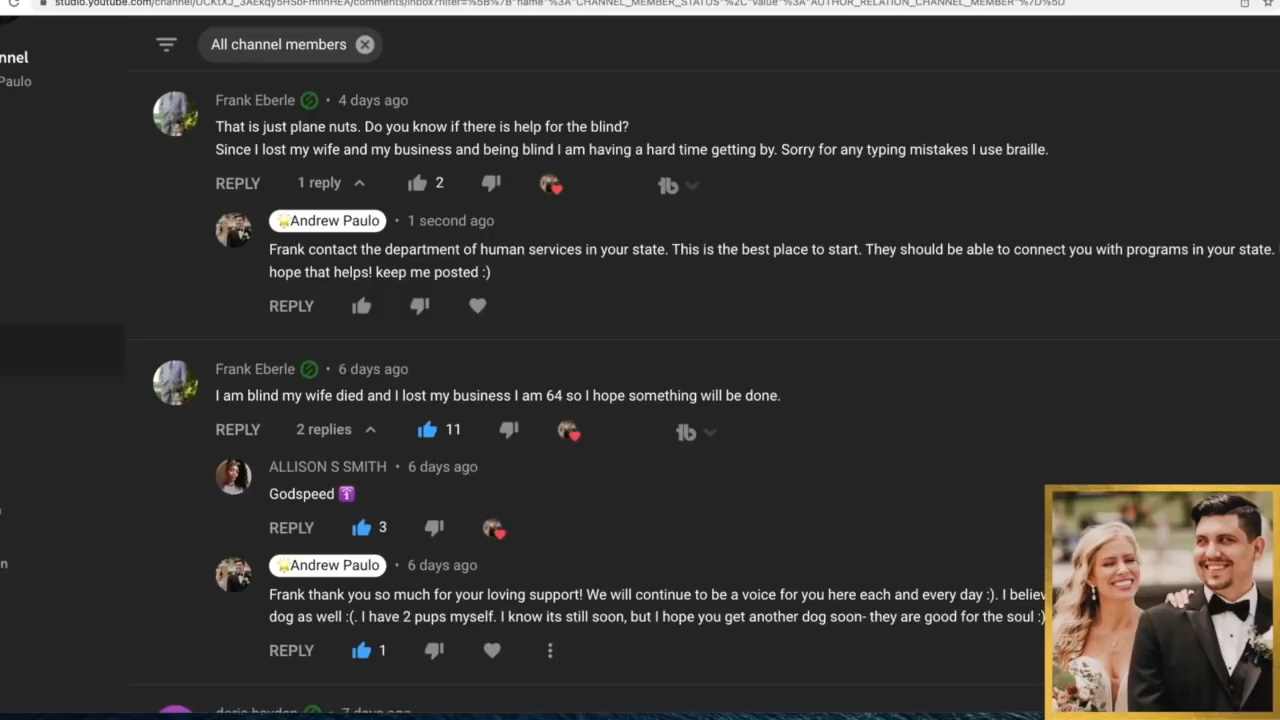 nnel
Paulo
All channel members
Frank Eberle • 4 days ago
That is just plane nuts. Do you know if there is help for the blind?
Since I lost my wife and my business and being blind I am having a hard time getting by. Sorry for any typing mistakes I use braille.
REPLY 1 reply 2
Andrew Paulo • 1 second ago
Frank contact the department of human services in your state. This is the best place to start. They should be able to connect you with programs in your state.
hope that helps! keep me posted :)
REPLY
Frank Eberle • 6 days ago
I am blind my wife died and I lost my business I am 64 so I hope something will be done.
REPLY 2 replies 11
ALLISON S SMITH • 6 days ago
Godspeed
REPLY 3
Andrew Paulo • 6 days ago
Frank thank you so much for your loving support! We will continue to be a voice for you here each and every day :). I believ
dog as well :(. I have 2 pups myself. I know its still soon, but I hope you get another dog soon- they are good for the soul :)
REPLY 1
n
7 days ago